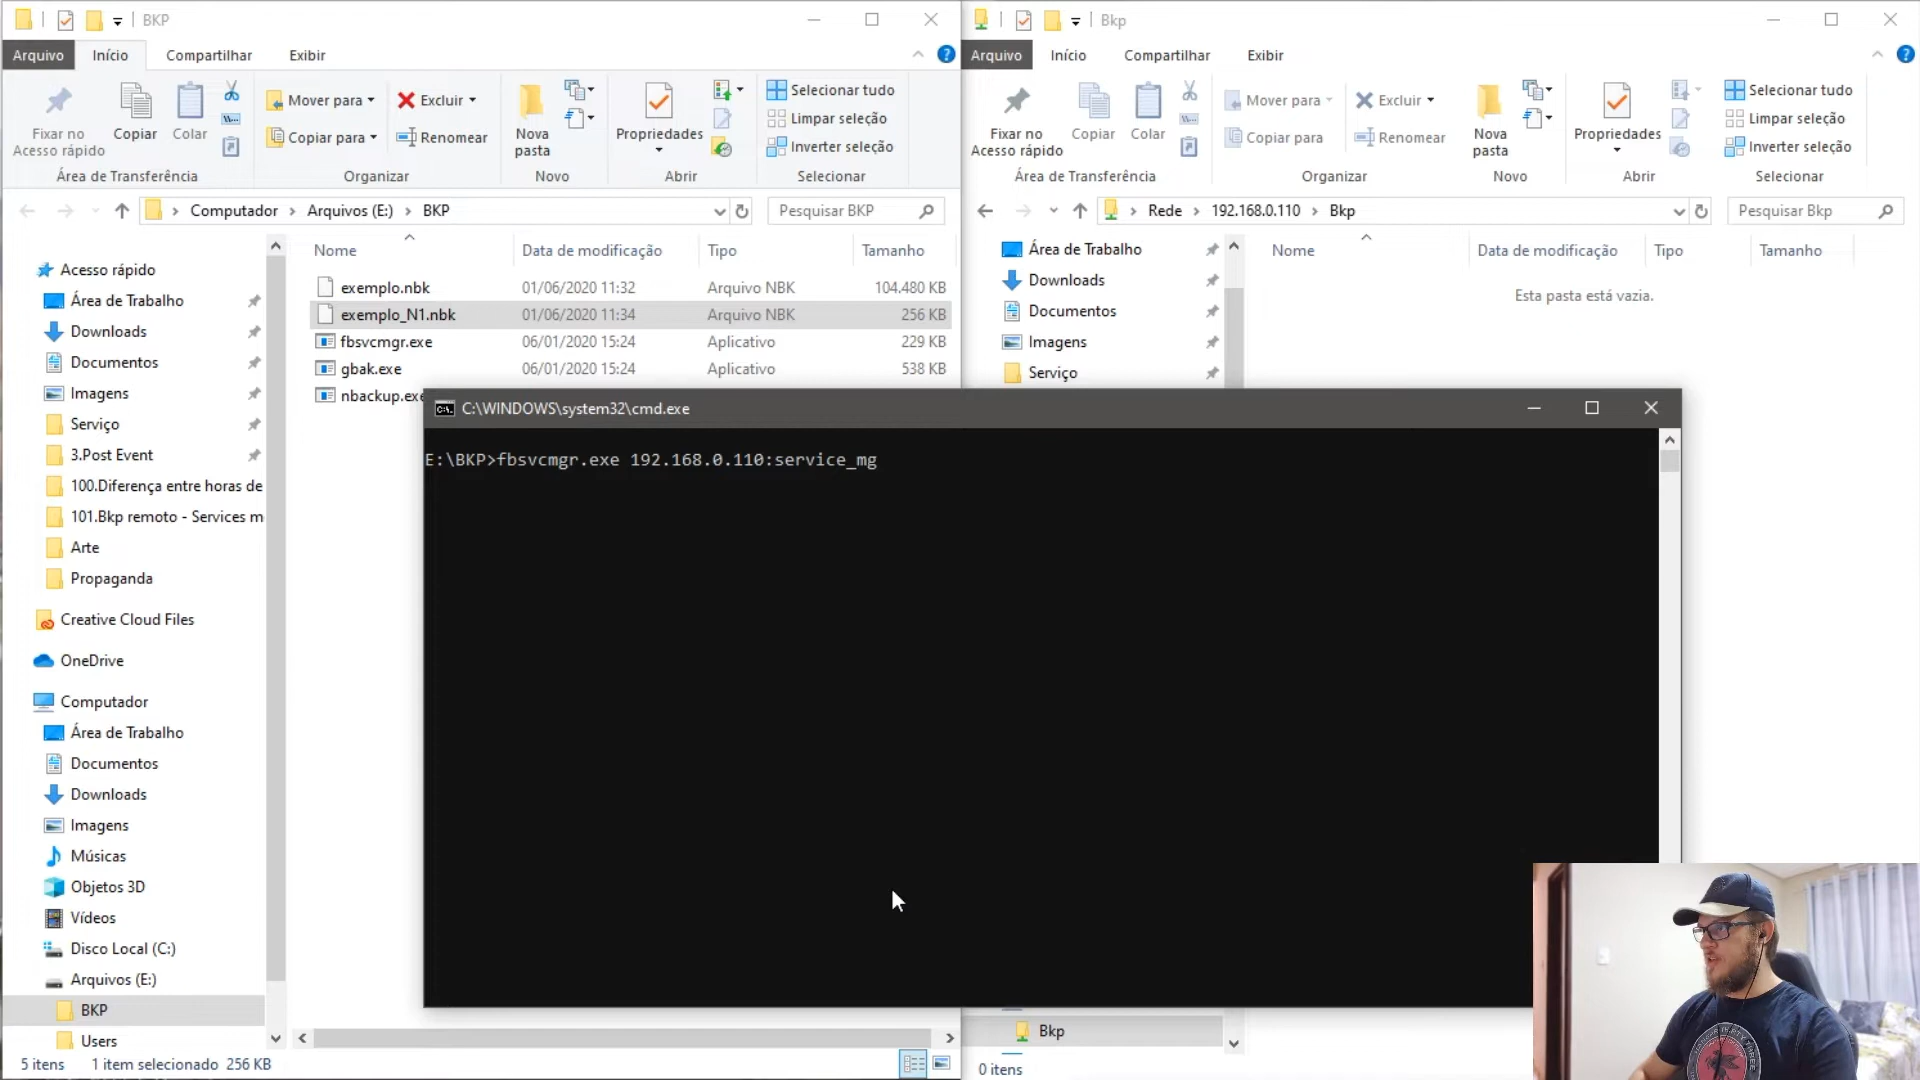 BKP
Arquivo Início Compartilhar Exibir
Fixar no Acesso rápido
Copiar
Colar
Mover para
Copiar para
Excluir
Renomear
Nova pasta
Propriedades
Selecionar tudo
Limpar seleção
Inverter seleção
Área de Transferência Organizar Novo Abrir Selecionar
Computador Arquivos (E:) BKP
Pesquisar BKP
Nome Data de modificação Tipo Tamanho
exemplo.nbk 01/06/2020 11:32 Arquivo NBK 104.480 KB
exemplo_N1.nbk 01/06/2020 11:34 Arquivo NBK 256 KB
fbsvcmgr.exe 06/01/2020 15:24 Aplicativo 229 KB
gbak.exe 06/01/2020 15:24 Aplicativo 538 KB
nbackup.exe
Acesso rápido
Área de Trabalho
Downloads
Documentos
Imagens
Serviço
3.Post Event
100.Diferença entre horas de
101.Bkp remoto - Services m
Arte
Propaganda
Creative Cloud Files
OneDrive
Computador
Área de Trabalho
Documentos
Downloads
Imagens
Músicas
Objetos 3D
Vídeos
Disco Local (C:)
Arquivos (E:)
BKP
Users
5 itens 1 item selecionado 256 KB
Bkp
Arquivo Início Compartilhar Exibir
Fixar no Acesso rápido
Copiar
Colar
Mover para
Copiar para
Excluir
Renomear
Nova pasta
Propriedades
Selecionar tudo
Limpar seleção
Inverter seleção
Área de Transferência Organizar Novo Abrir Selecionar
Rede 192.168.0.110 Bkp
Pesquisar Bkp
Nome Data de modificação Tipo Tamanho
Esta pasta está vazia.
Área de Trabalho
Downloads
Documentos
Imagens
Serviço
Bkp
0 itens
C:\WINDOWS\system32\cmd.exe
E:\BKP>fbsvcmgr.exe 192.168.0.110:service_mg